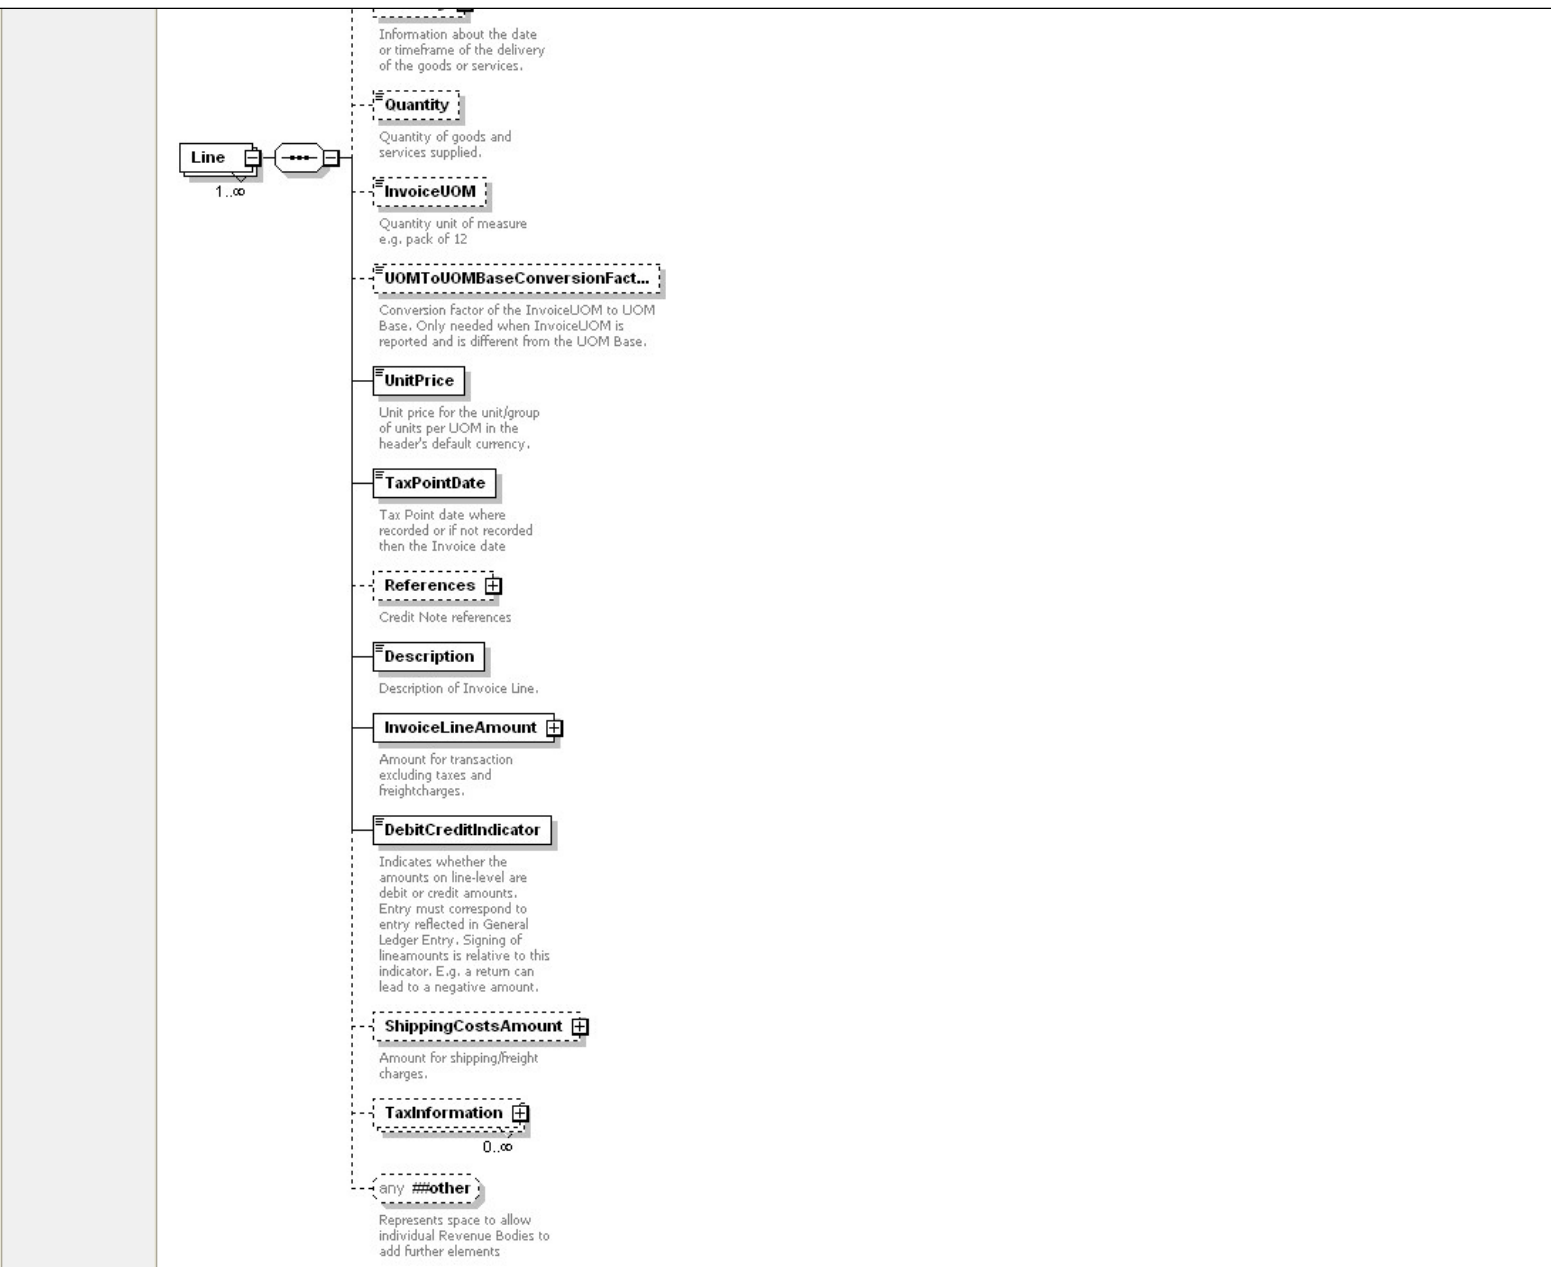 Information about the date
or timeframe of the delivery
of the goods or services.
Quantity
Quantity of goods and
services supplied.
Line
1..∞
InvoiceUOM
Quantity unit of measure
e.g. pack of 12
UOMToUOMBaseConversionFact...
Conversion factor of the InvoiceUOM to UOM
Base. Only needed when InvoiceUOM is
reported and is different from the UOM Base.
UnitPrice
Unit price for the unit/group
of units per UOM in the
header's default currency.
TaxPointDate
Tax Point date where
recorded or if not recorded
then the Invoice date
References
Credit Note references
Description
Description of Invoice Line.
InvoiceLineAmount
Amount for transaction
excluding taxes and
freightcharges.
DebitCreditIndicator
Indicates whether the
amounts on line-level are
debit or credit amounts.
Entry must correspond to
entry reflected in General
Ledger Entry. Signing of
lineamounts is relative to this
indicator. E.g. a return can
lead to a negative amount.
ShippingCostsAmount
Amount for shipping/freight
charges.
TaxInformation
0..∞
any ##other
Represents space to allow
individual Revenue Bodies to
add further elements